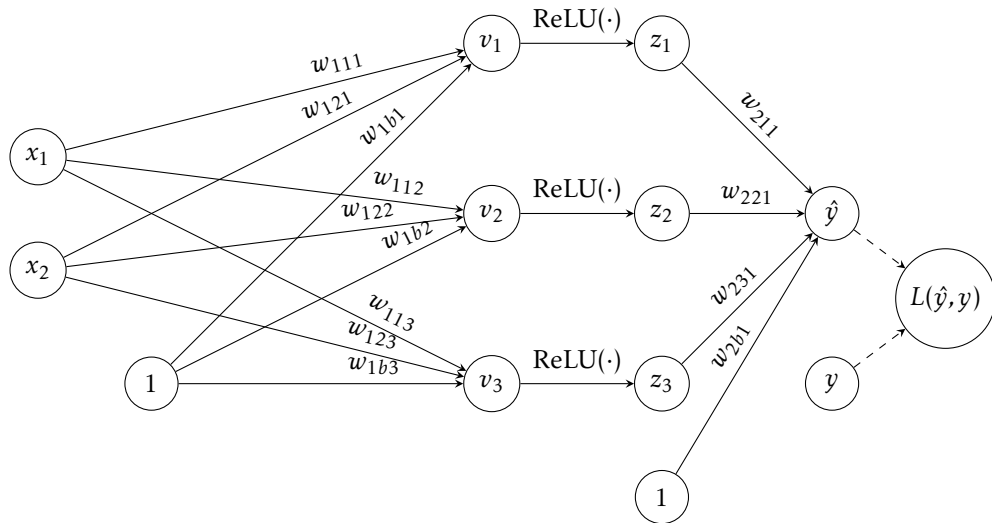 ReLU(·)
v₁
z₁
w₁₁₁
w₁₂₁
w₁b₁
w₂₁₁
x₁
w₁₁₂
ReLU(·)
w₁₂₂
v₂
z₂
w₂₂₁
ŷ
w₁b₂
x₂
L(ŷ, y)
w₁₁₃
w₂₃₁
w₁₂₃
ReLU(·)
w₂b₁
w₁b₃
1
v₃
z₃
y
1